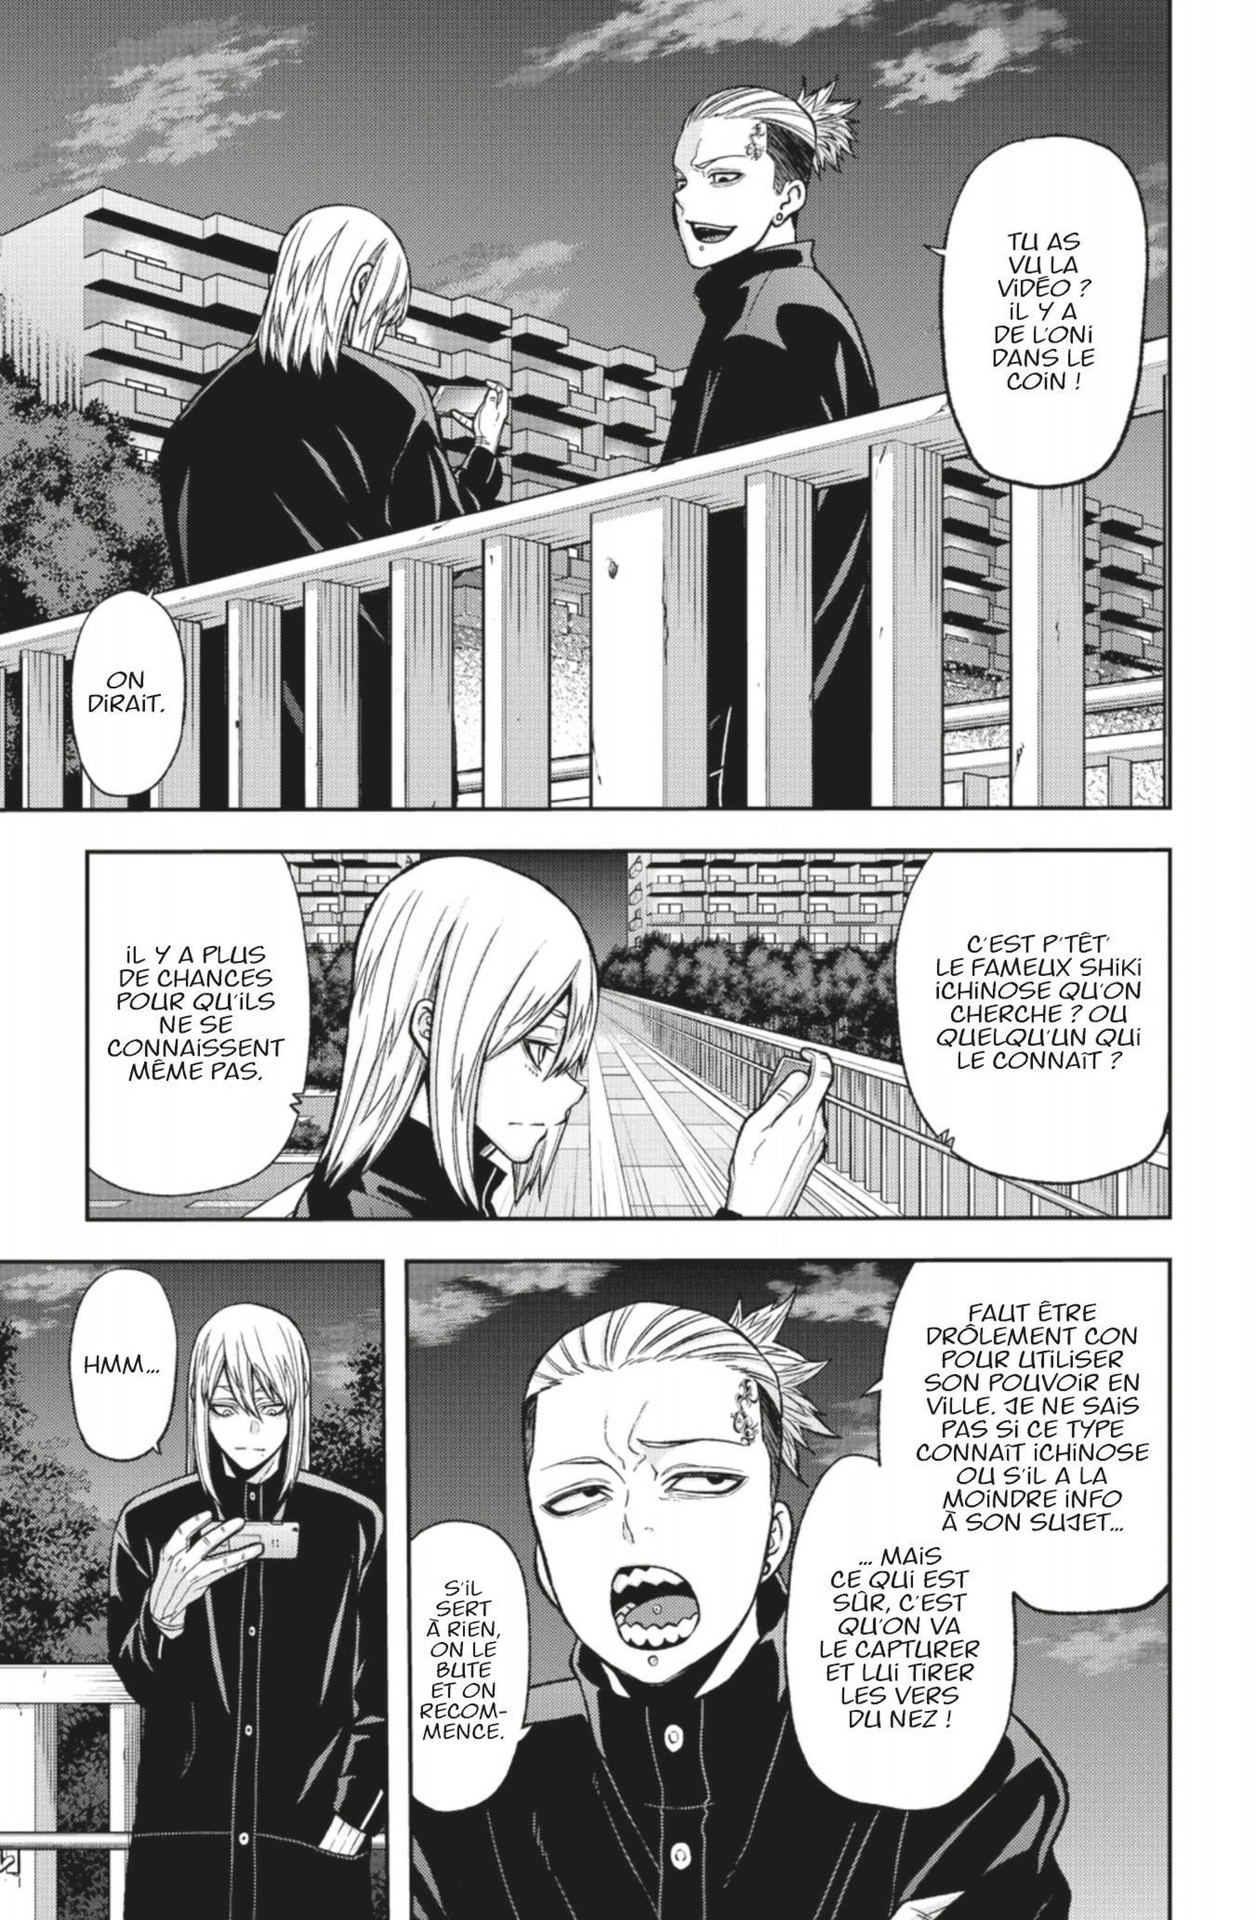 TU AS
VU LA
VIDÉO ?
IL Y A
DE L'ONI
DANS LE
COIN !
ON
DIRAIT.
C'EST P'TÊT'
LE FAMEUX SHIKI
ICHINOSE QU'ON
CHERCHE ? OU
QUELQU'UN QUI
LE CONNAÎT ?
IL Y A PLUS
DE CHANCES
POUR QU'ILS
NE SE
CONNAISSENT
MÊME PAS.
FAUT ÊTRE
DRÔLEMENT CON
POUR UTILISER
SON POUVOIR EN
VILLE. JE NE SAIS
PAS SI CE TYPE
CONNAÎT ICHINOSE
OU S'IL A LA
MOINDRE INFO
À SON SUJET...
... MAIS
CE QUI EST
SÛR, C'EST
QU'ON VA
LE CAPTURER
ET LUI TIRER
LES VERS
DU NEZ !
S'IL
SERT
À RIEN,
ON LE
BUTE
ET ON
RECOM-
MENCE.
HMM...